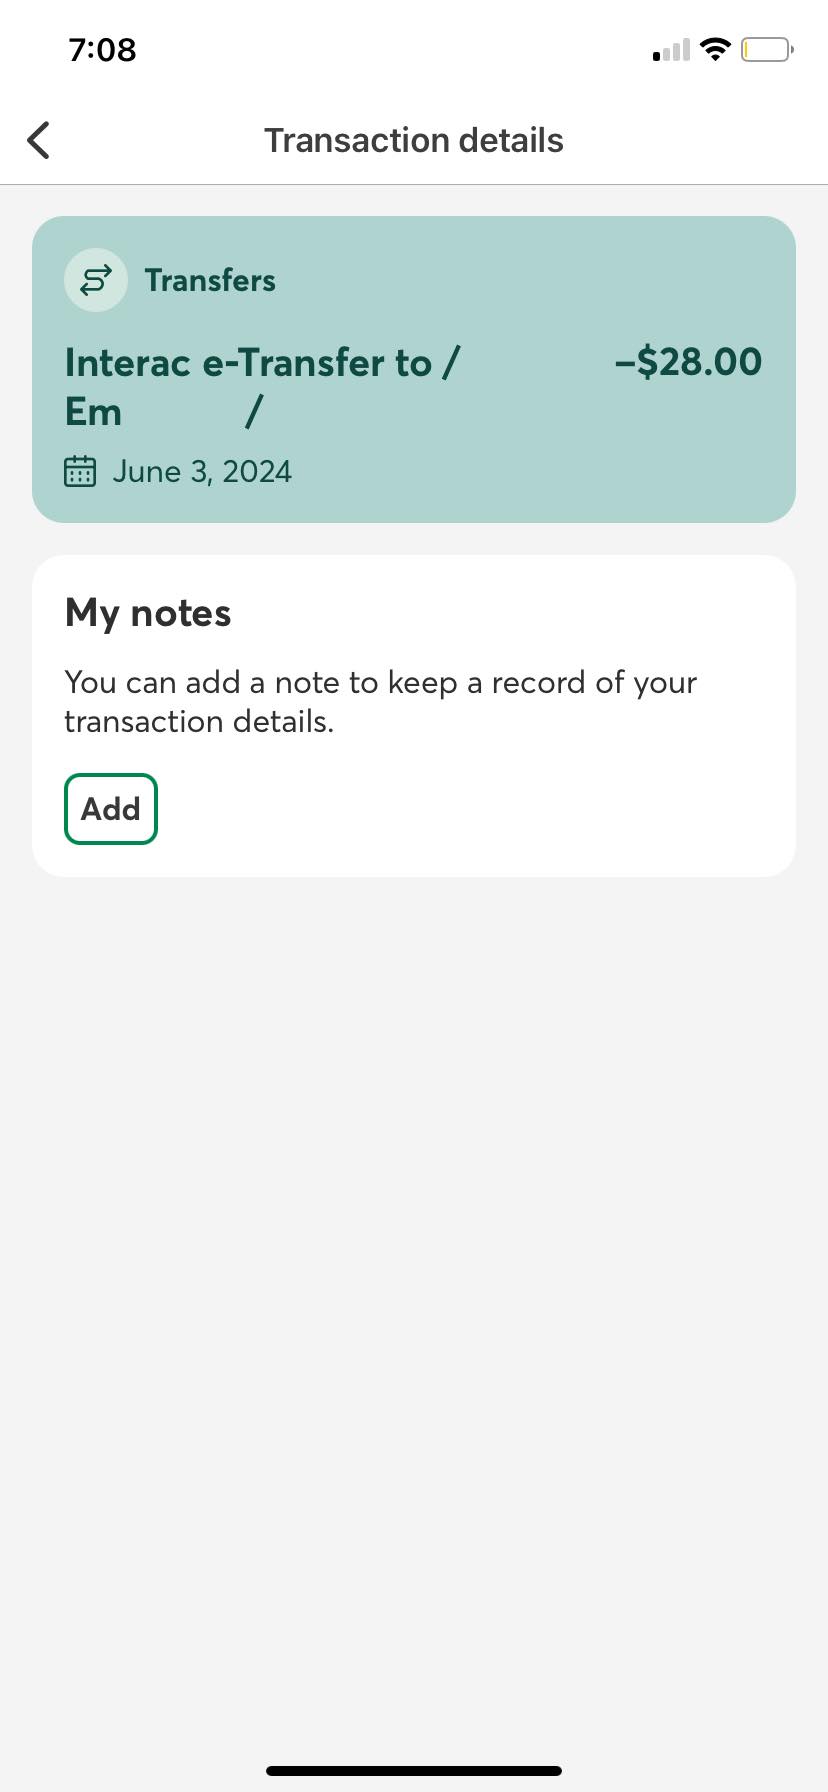 7:08
Transaction details
Transfers
Interac e-Transfer to / –$28.00
Em /
June 3, 2024
My notes
You can add a note to keep a record of your
transaction details.
Add